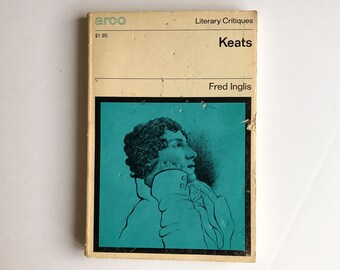 arco
Literary Critiques
$1.95
Keats
Fred Inglis